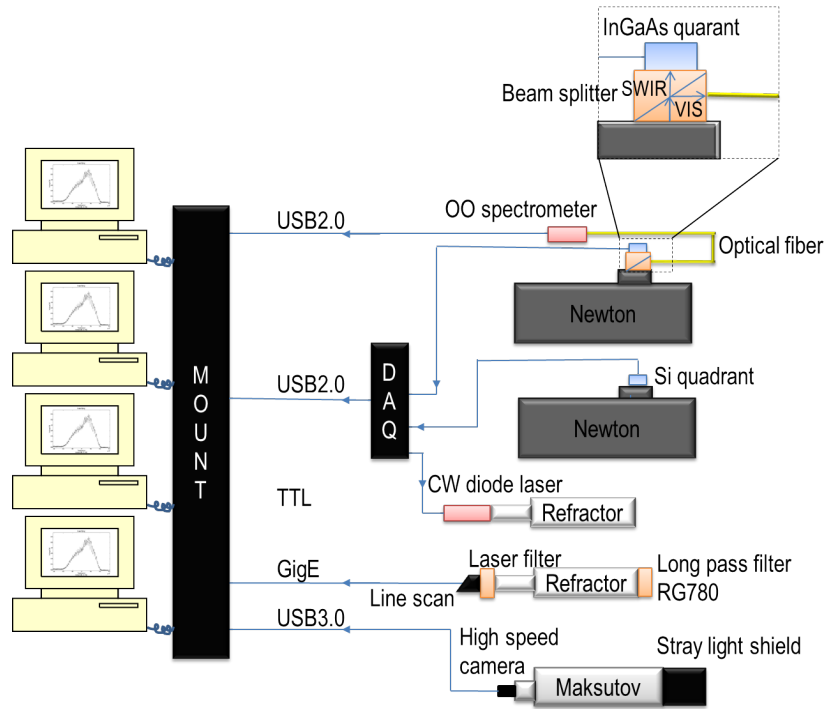 InGaAs quarant
Beam splitter
SWIR
VIS
USB2.0
OO spectrometer
Optical fiber
Newton
MOUNT
USB2.0
DAQ
Si quadrant
Newton
CW diode laser
TTL
Refractor
GigE
Laser filter
Long pass filter
RG780
Refractor
Line scan
USB3.0
High speed
camera
Stray light shield
Maksutov